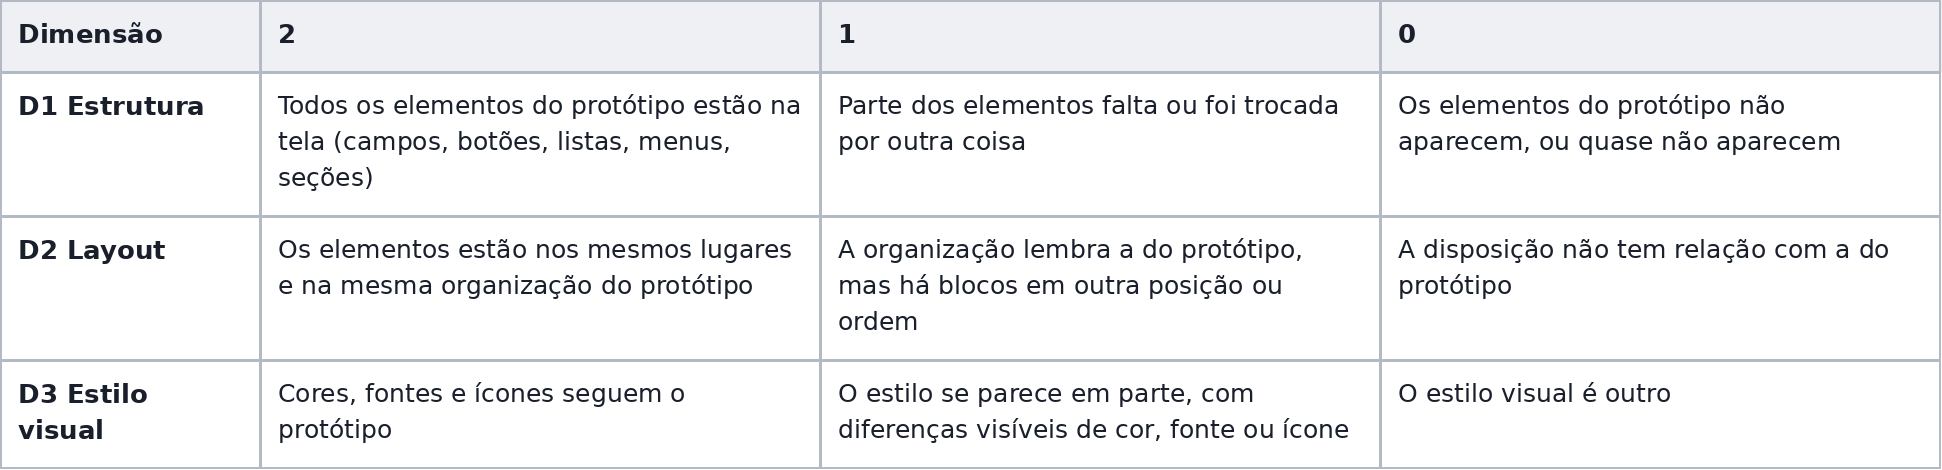 Dimensão 2 1 0
D1 Estrutura
Todos os elementos do protótipo estão na
tela (campos, botões, listas, menus,
seções)
Parte dos elementos falta ou foi trocada
por outra coisa
Os elementos do protótipo não
aparecem, ou quase não aparecem
D2 Layout
Os elementos estão nos mesmos lugares
e na mesma organização do protótipo
A organização lembra a do protótipo,
mas há blocos em outra posição ou
ordem
A disposição não tem relação com a do
protótipo
D3 Estilo
visual
Cores, fontes e ícones seguem o
protótipo
O estilo se parece em parte, com
diferenças visíveis de cor, fonte ou ícone
O estilo visual é outro